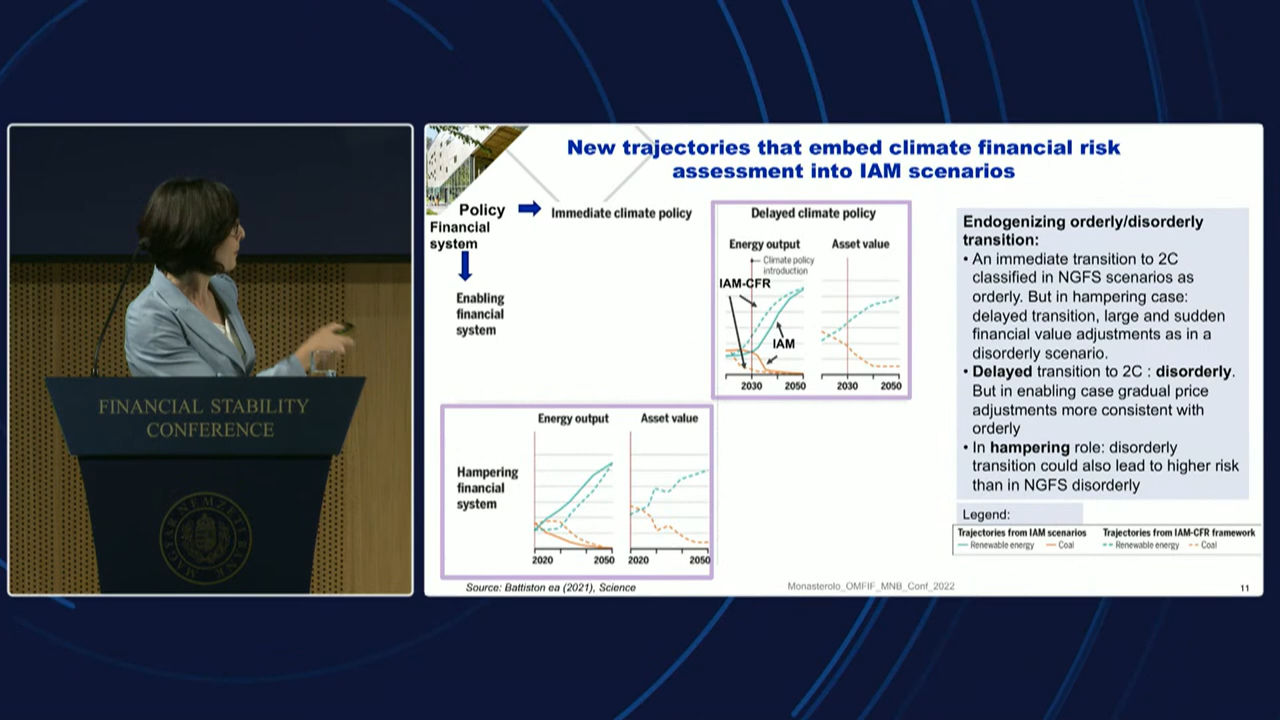 FINANCIAL STABILITY
CONFERENCE
MAGYAR NEMZETI BANK
New trajectories that embed climate financial risk
assessment into IAM scenarios
Policy
Immediate climate policy
Financial
system
Enabling
financial
system
Delayed climate policy
Energy output
Asset value
Climate policy
introduction
IAM-CFR
IAM
2030
2050
2030
2050
Hampering
financial
system
Energy output
Asset value
2020
2050
2020
2050
Endogenizing orderly/disorderly
transition:
• An immediate transition to 2C
classified in NGFS scenarios as
orderly. But in hampering case:
delayed transition, large and sudden
financial value adjustments as in a
disorderly scenario.
• Delayed transition to 2C : disorderly.
But in enabling case gradual price
adjustments more consistent with
orderly
• In hampering role: disorderly
transition could also lead to higher risk
than in NGFS disorderly
Legend:
Trajectories from IAM scenarios
Renewable energy
Coal
Trajectories from IAM-CFR framework
Renewable energy
Coal
Source: Battiston ea (2021), Science
Monasterolo_OMFIF_MNB_Conf_2022
11